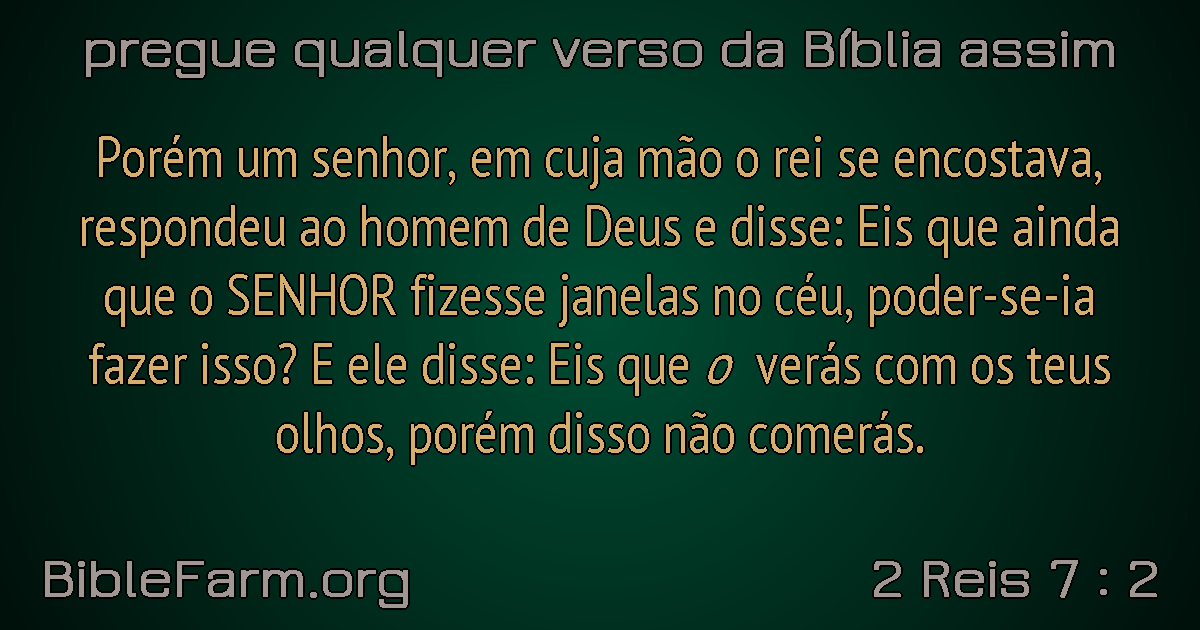 pregue qualquer verso da Bíblia assim
Porém um senhor, em cuja mão o rei se encostava,
respondeu ao homem de Deus e disse: Eis que ainda
que o SENHOR fizesse janelas no céu, poder-se-ia
fazer isso? E ele disse: Eis que o verás com os teus
olhos, porém disso não comerás.
BibleFarm.org
2 Reis 7 : 2